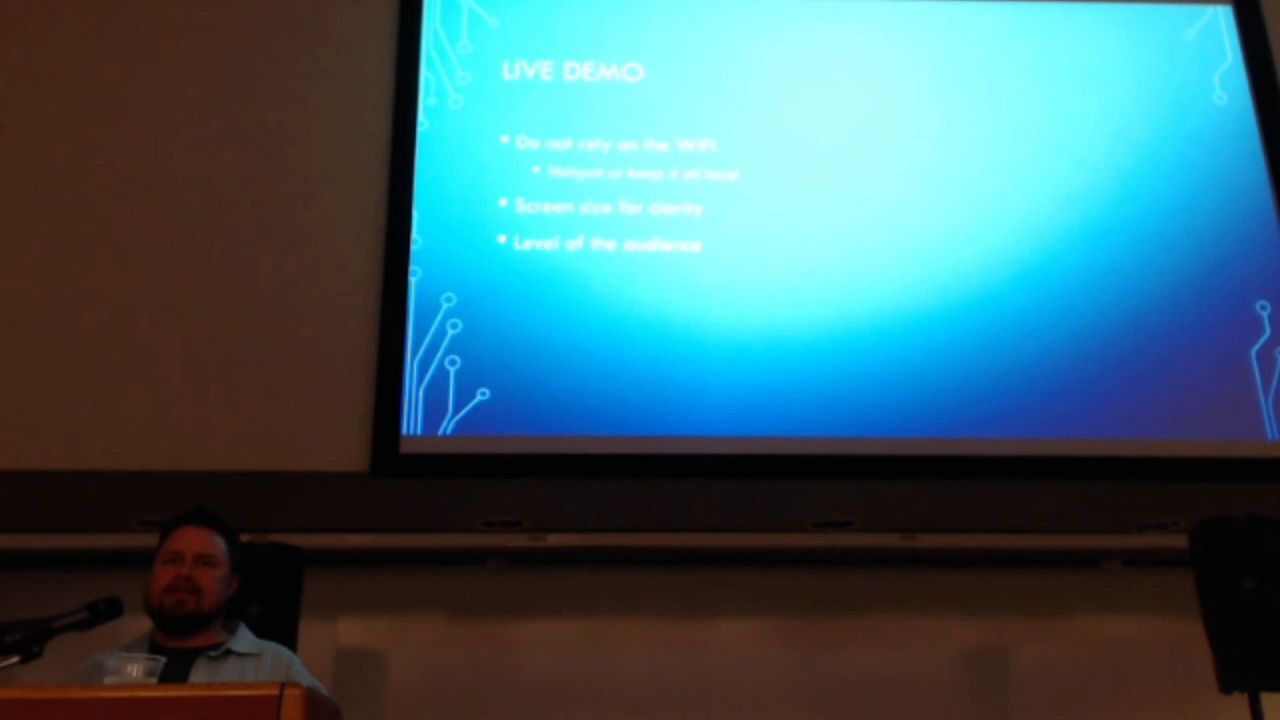 LIVE DEMO
Do not rely on the WiFi
Hotspot or keep it all local
Screen size for clarity
Level of the audience